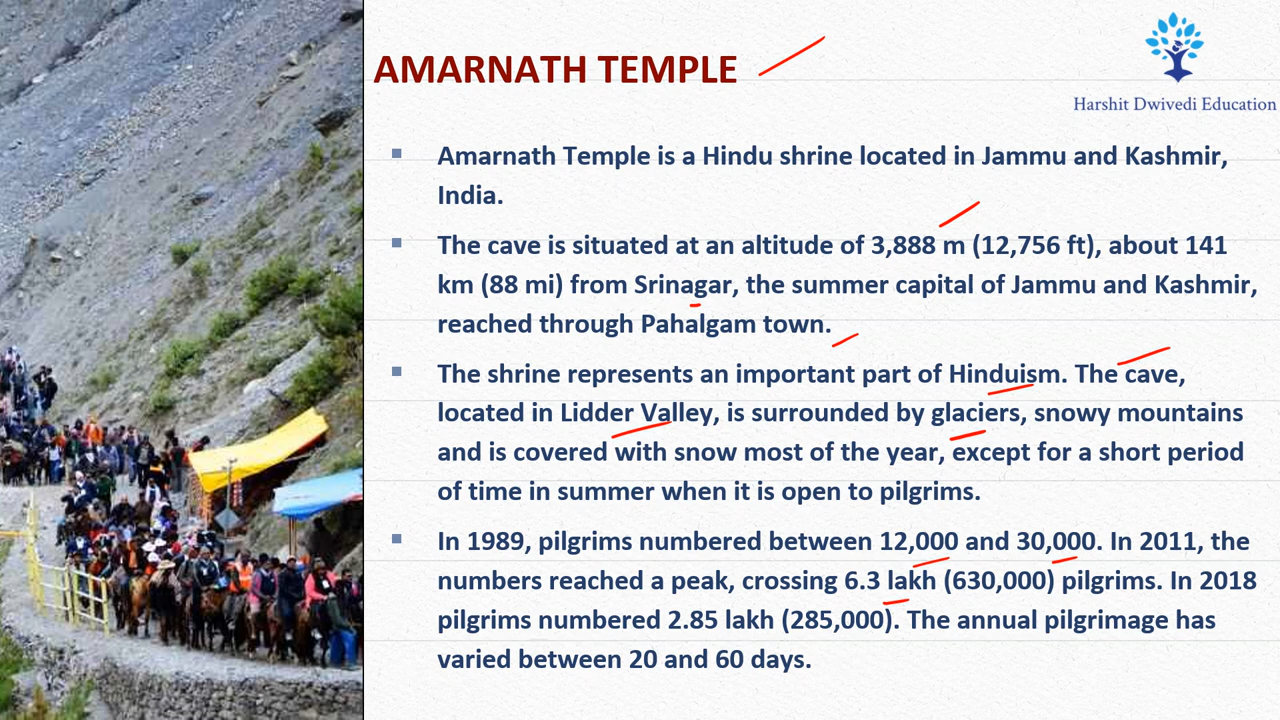 AMARNATH TEMPLE
Harshit Dwivedi Education
▪ Amarnath Temple is a Hindu shrine located in Jammu and Kashmir,
India.
▪ The cave is situated at an altitude of 3,888 m (12,756 ft), about 141
km (88 mi) from Srinagar, the summer capital of Jammu and Kashmir,
reached through Pahalgam town.
▪ The shrine represents an important part of Hinduism. The cave,
located in Lidder Valley, is surrounded by glaciers, snowy mountains
and is covered with snow most of the year, except for a short period
of time in summer when it is open to pilgrims.
▪ In 1989, pilgrims numbered between 12,000 and 30,000. In 2011, the
numbers reached a peak, crossing 6.3 lakh (630,000) pilgrims. In 2018
pilgrims numbered 2.85 lakh (285,000). The annual pilgrimage has
varied between 20 and 60 days.